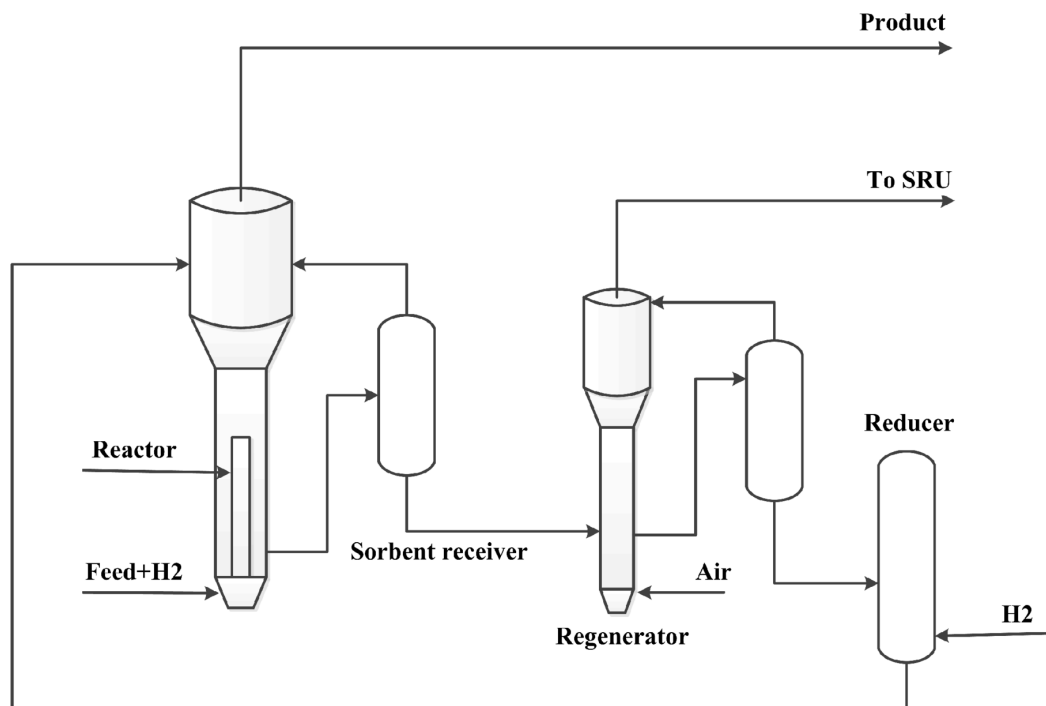 Product
To SRU
Reducer
Reactor
Sorbent receiver
Feed+H2
Air
H2
Regenerator